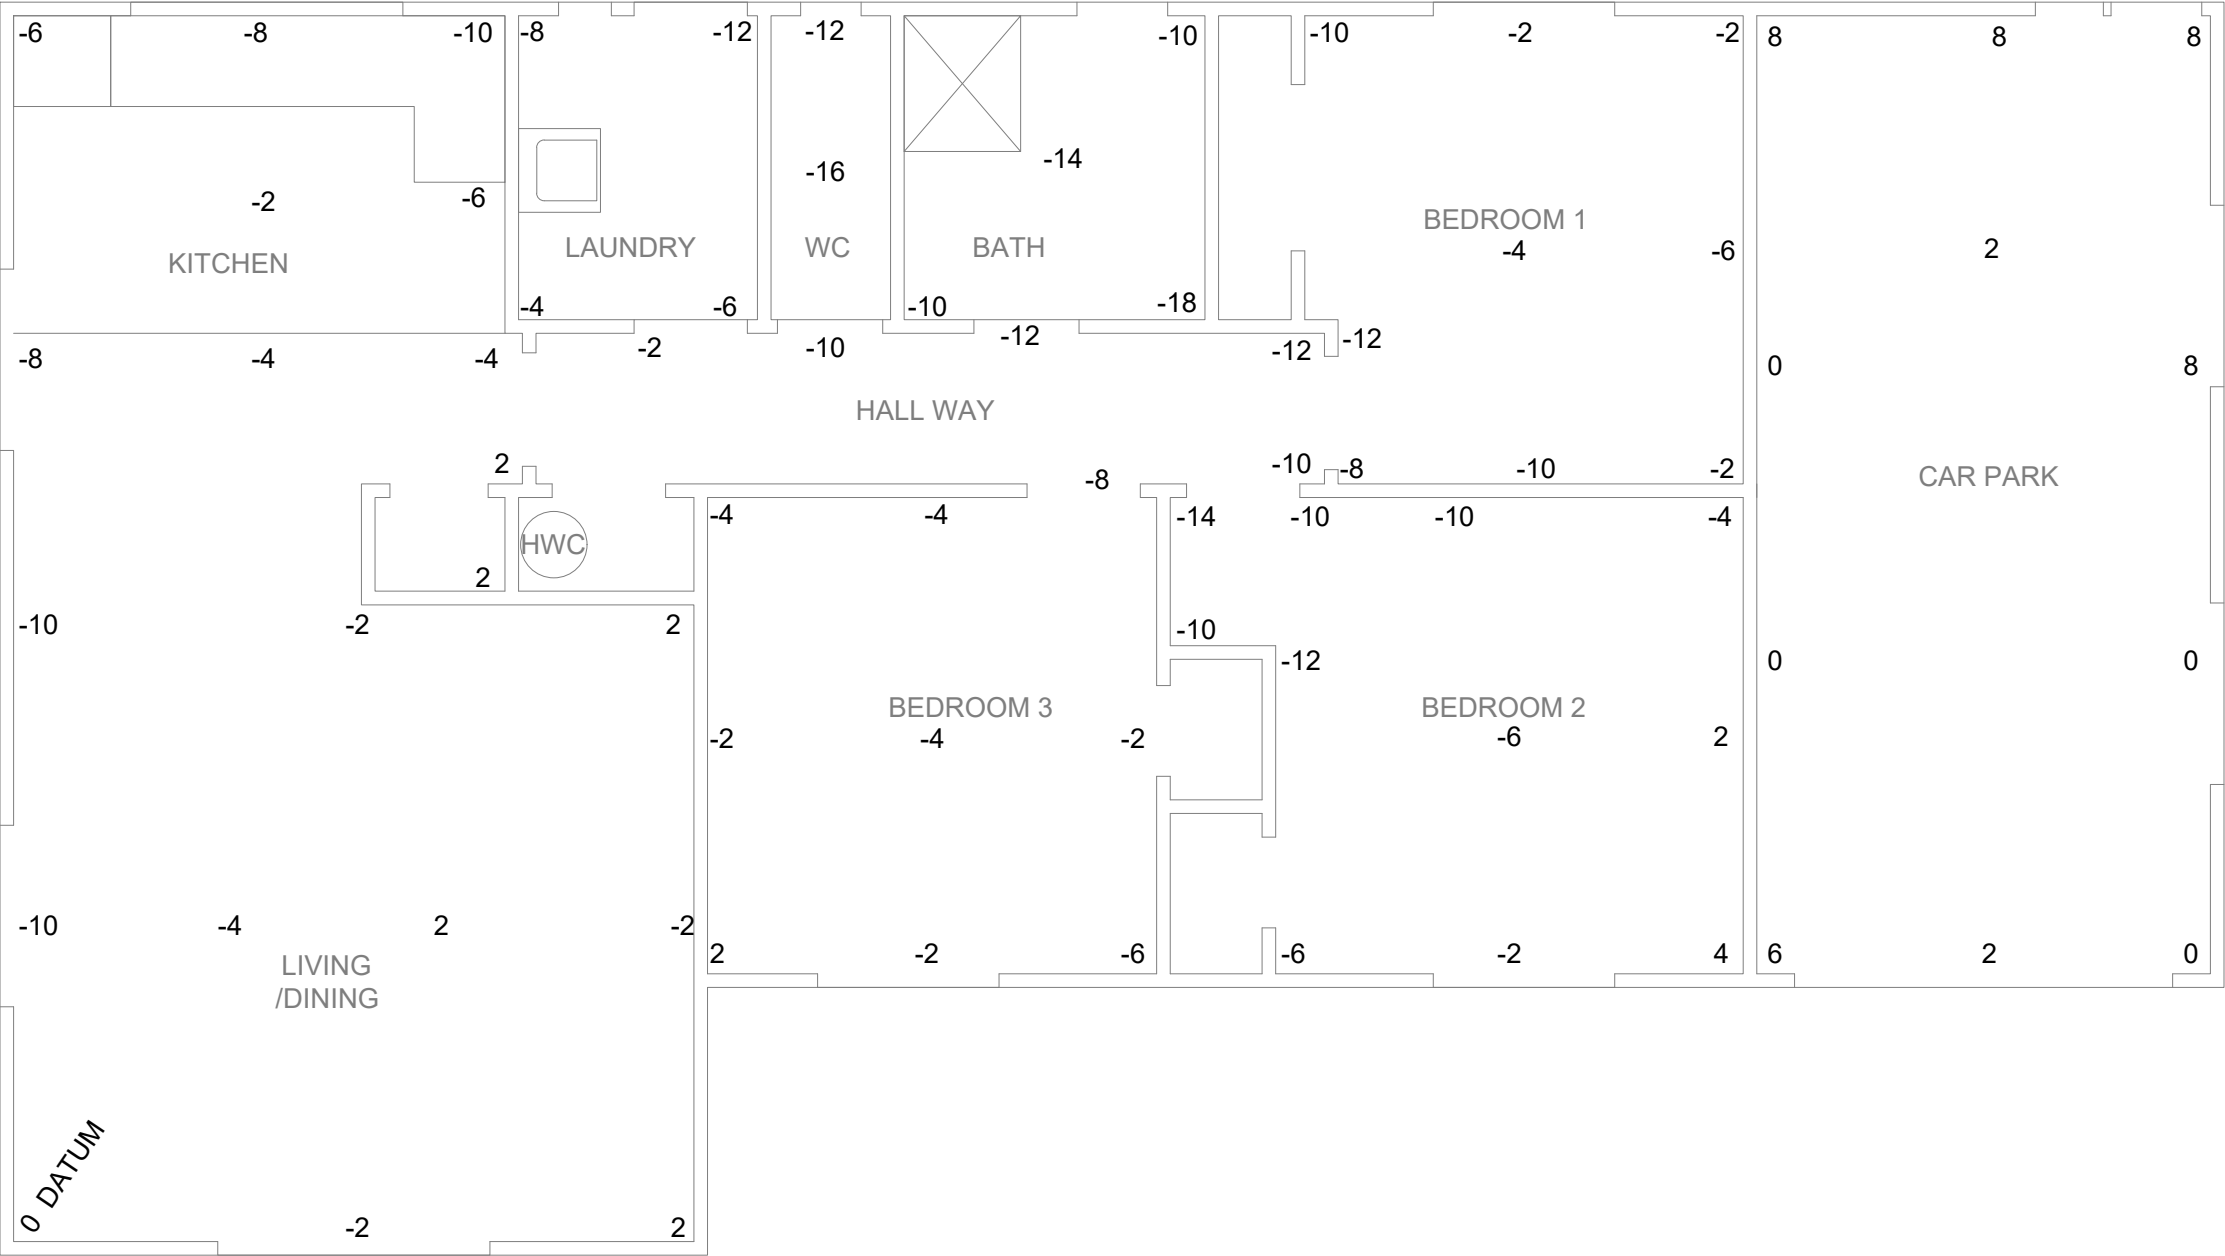 -6 -8 -10 -8 -12 -12 -10 -10 -2 -2 8 8 8
-14
-16
-2 -6
BEDROOM 1
LAUNDRY WC BATH
-4 -6 2
KITCHEN
-4 -6 -10 -18
-8 -4 -4 -2 -10 -12 -12 -12 0 8
HALL WAY
2 -10 -8 -10 -2
-8 CAR PARK
-4 -4 -14 -10 -10 -4
HWC
2
-10 -2 2 -10
-12 0 0
BEDROOM 3 BEDROOM 2
-2 -4 -2 -6 2
-10 -4 2 -2
2 -2 -6 -6 -2 4 6 2 0
LIVING
/DINING
0 DATUM
-2 2